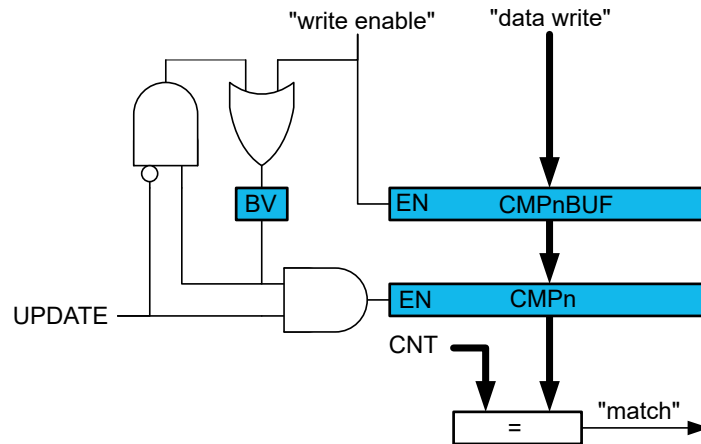 "write enable"
"data write"
BV
EN
CMPnBUF
EN
CMPn
UPDATE
CNT
=
"match"